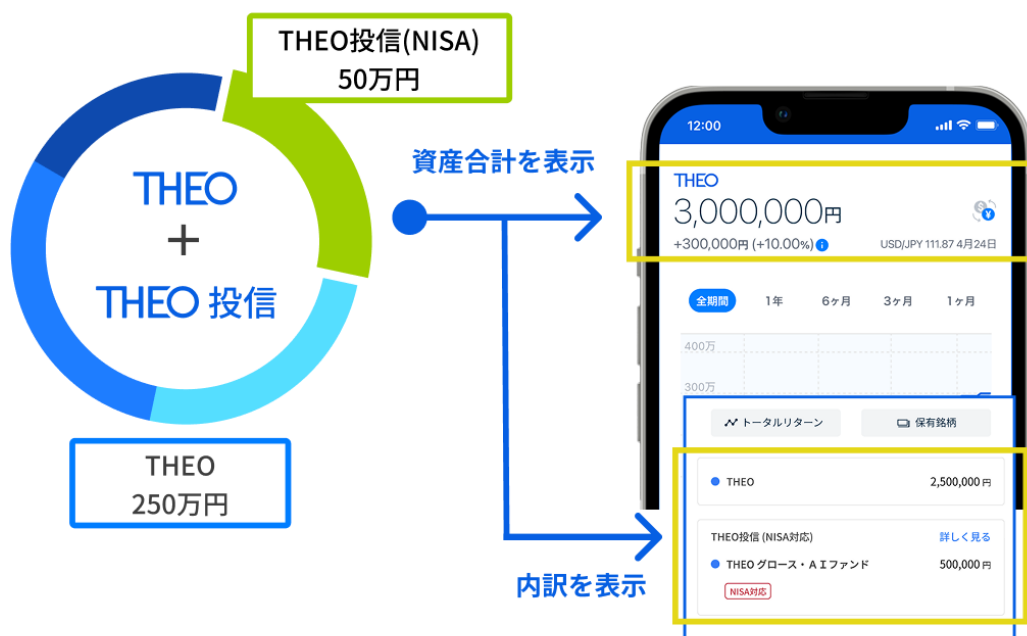 THEO投信(NISA)
50万円
THEO
+
THEO 投信
THEO
250万円
資産合計を表示
内訳を表示
12:00
THEO
3,000,000円
+300,000円 (+10.00%)
USD/JPY 111.87 4月24日
全期間 1年 6ヶ月 3ヶ月 1ヶ月
400万
300万
トータルリターン 保有銘柄
THEO 2,500,000 円
THEO投信 (NISA対応) 詳しく見る
THEO グロース・ＡＩファンド 500,000 円
NISA対応